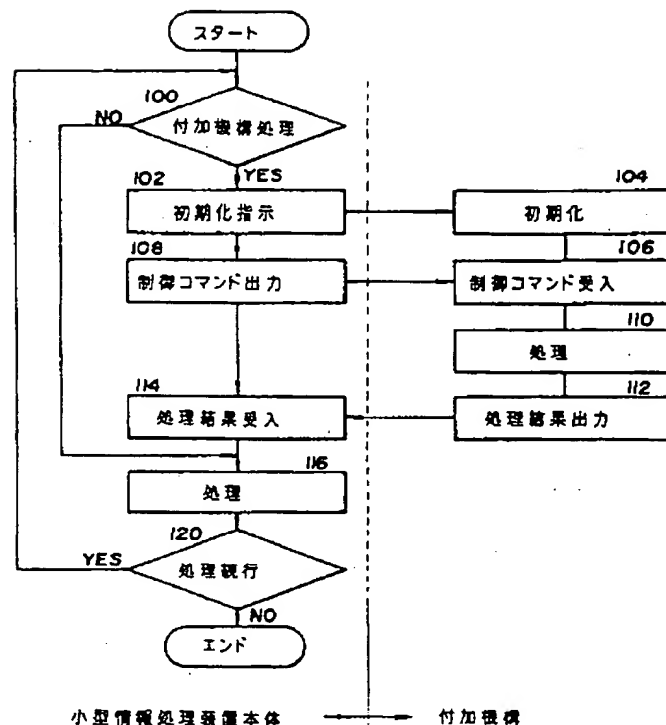 スタート
100
NO
付加機構処理
YES
102
初期化指示
104
初期化
108
制御コマンド出力
106
制御コマンド受入
110
処理
114
処理結果受入
112
処理結果出力
116
処理
120
YES
処理続行
NO
エンド
小型情報処理装置本体
付加機構